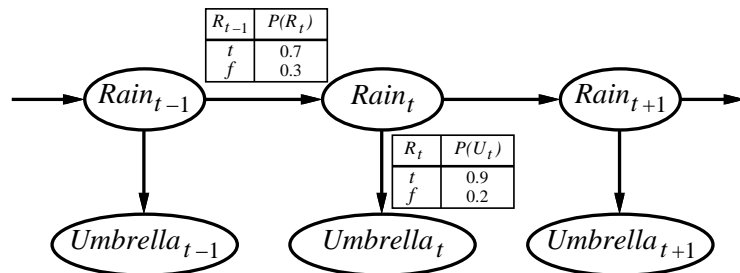 R_{t-1} P(R_t)
t 0.7
f 0.3
Rain_{t-1} Rain_t Rain_{t+1}
R_t P(U_t)
t 0.9
f 0.2
Umbrella_{t-1} Umbrella_t Umbrella_{t+1}